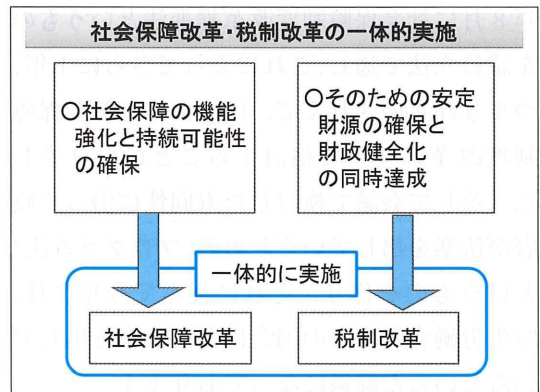 社会保障改革・税制改革の一体的実施
○社会保障の機能
強化と持続可能性
の確保
○そのための安定
財源の確保と
財政健全化
の同時達成
一体的に実施
社会保障改革
税制改革